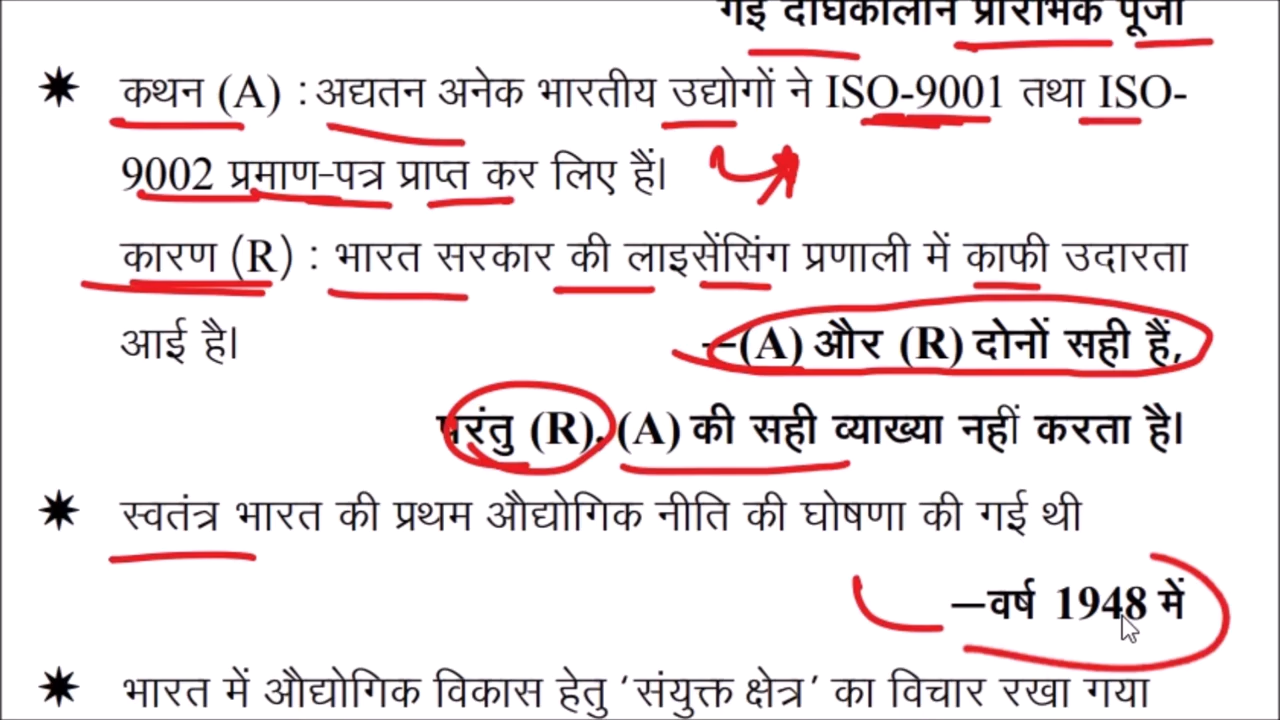 गई दीर्घकालीन प्रारंभिक पूंजी
✷ कथन (A) : अद्यतन अनेक भारतीय उद्योगों ने ISO-9001 तथा ISO-
9002 प्रमाण-पत्र प्राप्त कर लिए हैं।
कारण (R) : भारत सरकार की लाइसेंसिंग प्रणाली में काफी उदारता
आई है। —(A) और (R) दोनों सही हैं,
परंतु (R), (A) की सही व्याख्या नहीं करता है।
✷ स्वतंत्र भारत की प्रथम औद्योगिक नीति की घोषणा की गई थी
—वर्ष 1948 में
✷ भारत में औद्योगिक विकास हेतु ‘संयुक्त क्षेत्र’ का विचार रखा गया